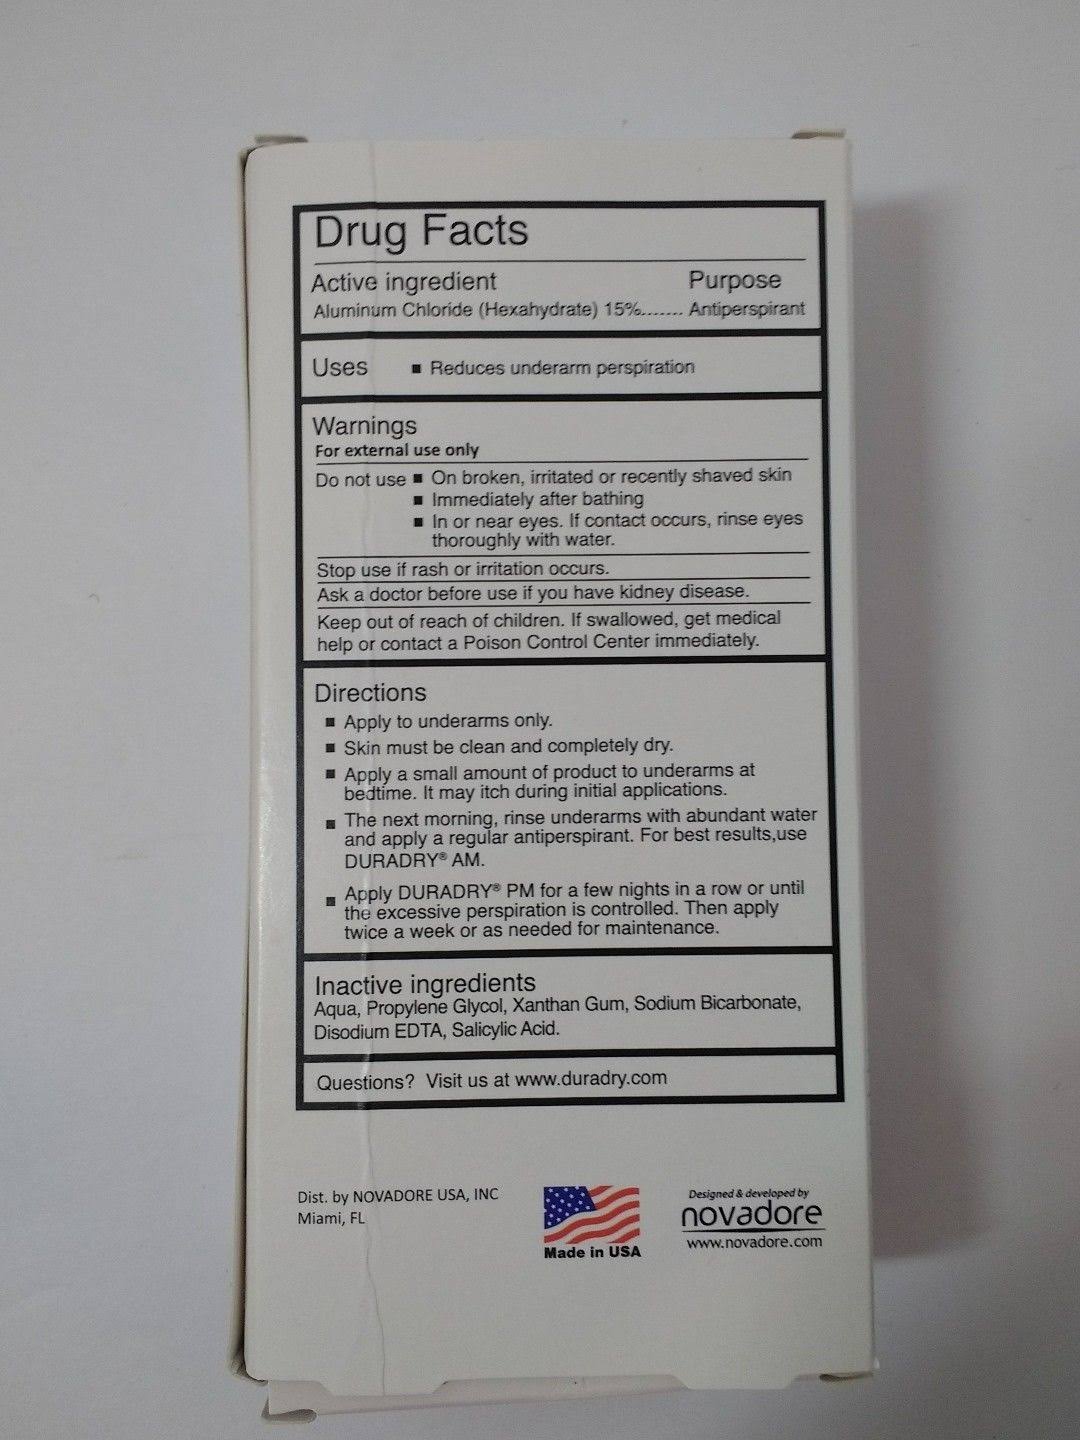 Drug Facts
Active ingredient Purpose
Aluminum Chloride (Hexahydrate) 15%....... Antiperspirant
Uses ■ Reduces underarm perspiration
Warnings
For external use only
Do not use ■ On broken, irritated or recently shaved skin
■ Immediately after bathing
■ In or near eyes. If contact occurs, rinse eyes
thoroughly with water.
Stop use if rash or irritation occurs.
Ask a doctor before use if you have kidney disease.
Keep out of reach of children. If swallowed, get medical
help or contact a Poison Control Center immediately.
Directions
■ Apply to underarms only.
■ Skin must be clean and completely dry.
■ Apply a small amount of product to underarms at
bedtime. It may itch during initial applications.
■ The next morning, rinse underarms with abundant water
and apply a regular antiperspirant. For best results,use
DURADRY® AM.
■ Apply DURADRY® PM for a few nights in a row or until
the excessive perspiration is controlled. Then apply
twice a week or as needed for maintenance.
Inactive ingredients
Aqua, Propylene Glycol, Xanthan Gum, Sodium Bicarbonate,
Disodium EDTA, Salicylic Acid.
Questions? Visit us at www.duradry.com
Dist. by NOVADORE USA, INC
Miami, FL
Made in USA
Designed & developed by
novadore
www.novadore.com